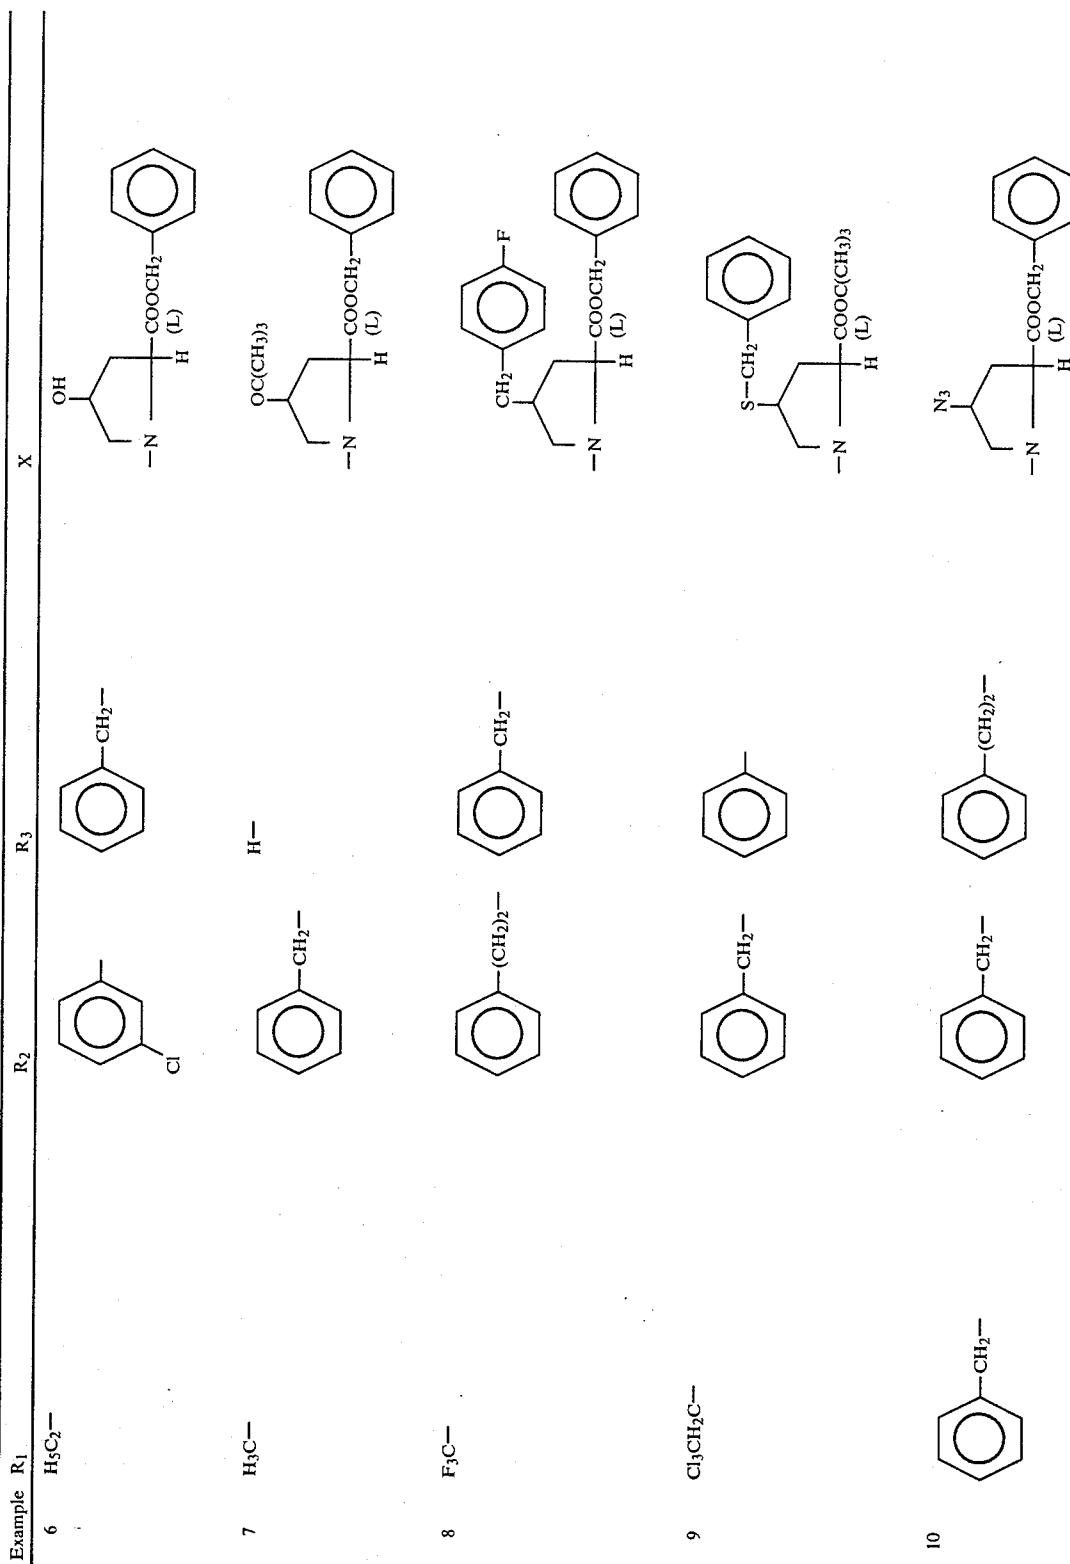 Example R1 R2 R3 X
6 H5C2— Cl CH2— OH —N COOCH2— (L) H
7 H3C— CH2— H— OC(CH3)3 —N COOCH2— (L) H
8 F3C— (CH2)2— CH2— CH2 F —N COOCH2— (L) H
9 Cl3CH2C— CH2— S—CH2 —N COOC(CH3)3 (L) H
10 CH2— CH2— (CH2)2— N3 —N COOCH2— (L) H